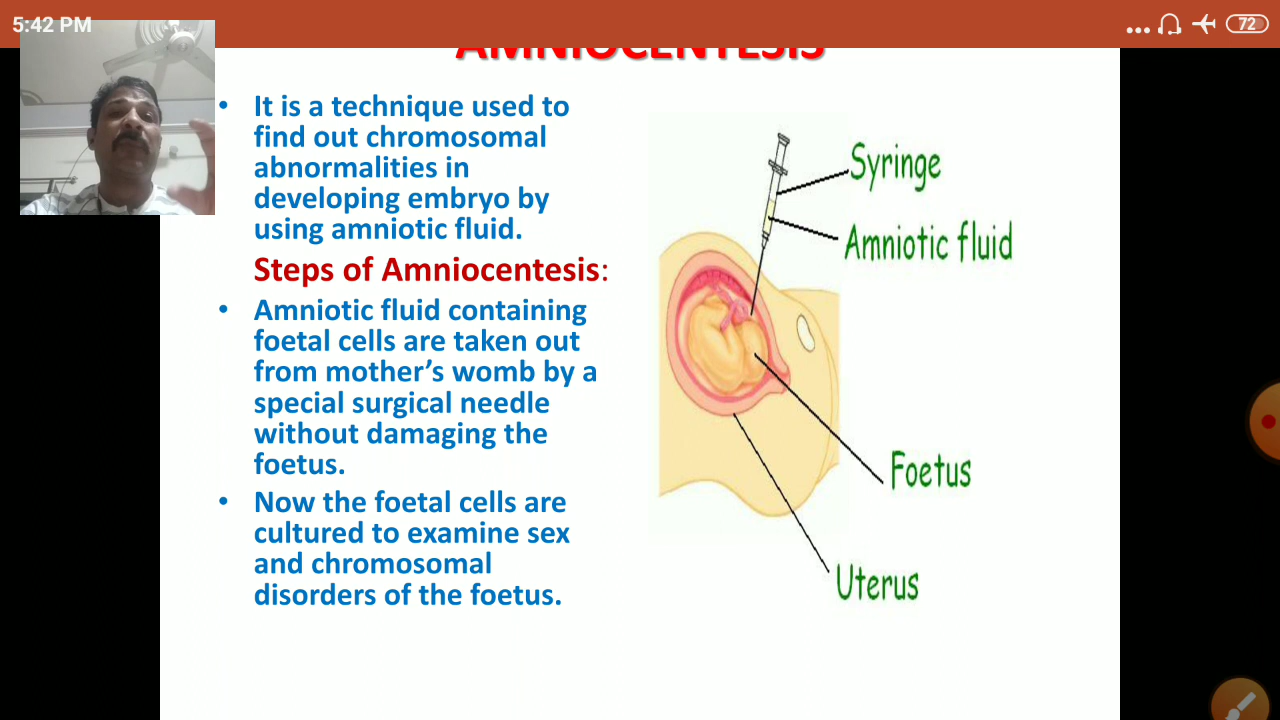 5:42 PM
72
AMNIOCENTESIS
• It is a technique used to
find out chromosomal
abnormalities in
developing embryo by
using amniotic fluid.
Steps of Amniocentesis:
• Amniotic fluid containing
foetal cells are taken out
from mother’s womb by a
special surgical needle
without damaging the
foetus.
• Now the foetal cells are
cultured to examine sex
and chromosomal
disorders of the foetus.
Syringe
Amniotic fluid
Foetus
Uterus